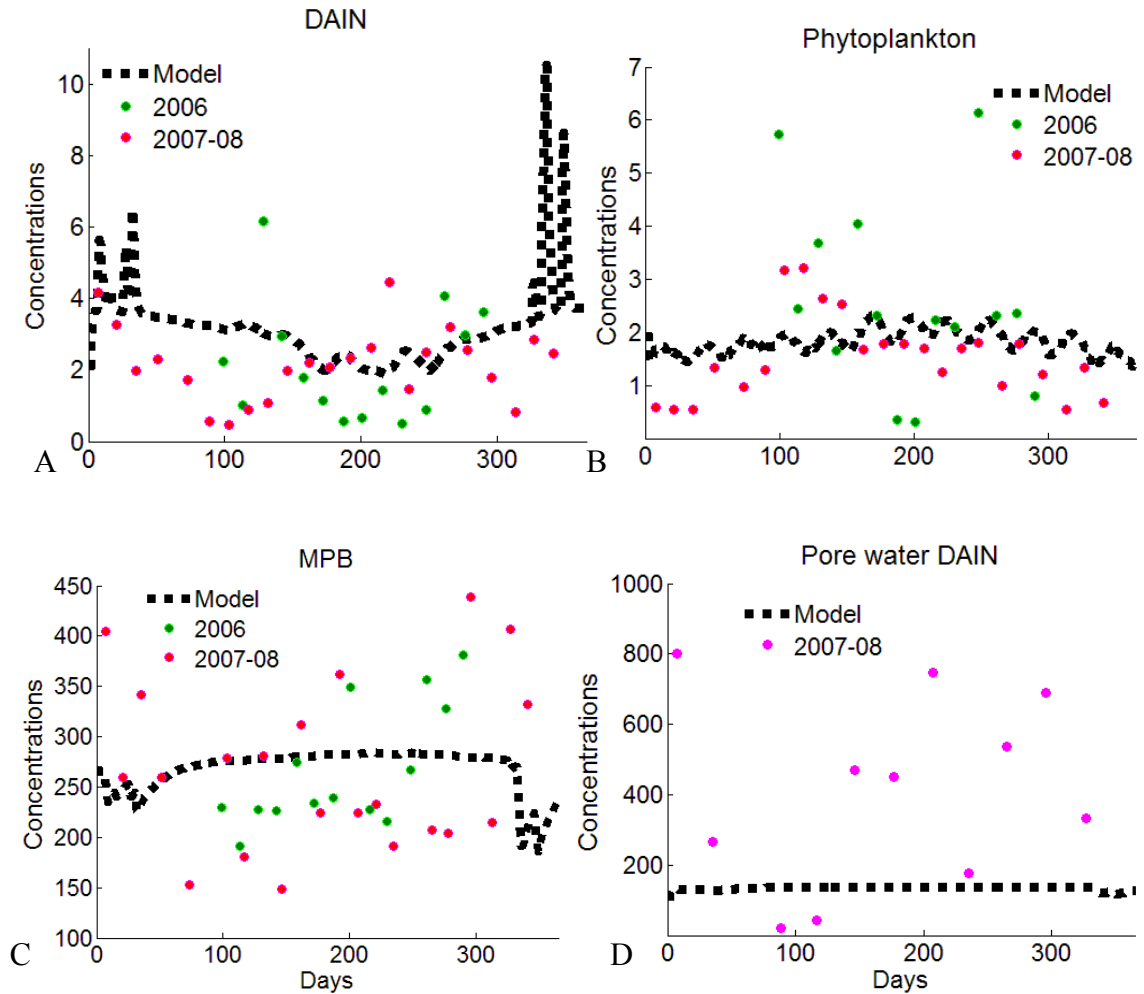 DAIN
Model
2006
2007-08
Concentrations
10
8
6
4
2
0
0 100 200 300
A
Phytoplankton
Model
2006
2007-08
Concentrations
7
6
5
4
3
2
1
0 100 200 300
B
MPB
Model
2006
2007-08
Concentrations
450
400
350
300
250
200
150
100
0 100 200 300
Days
C
Pore water DAIN
Model
2007-08
Concentrations
1000
800
600
400
200
0 100 200 300
Days
D